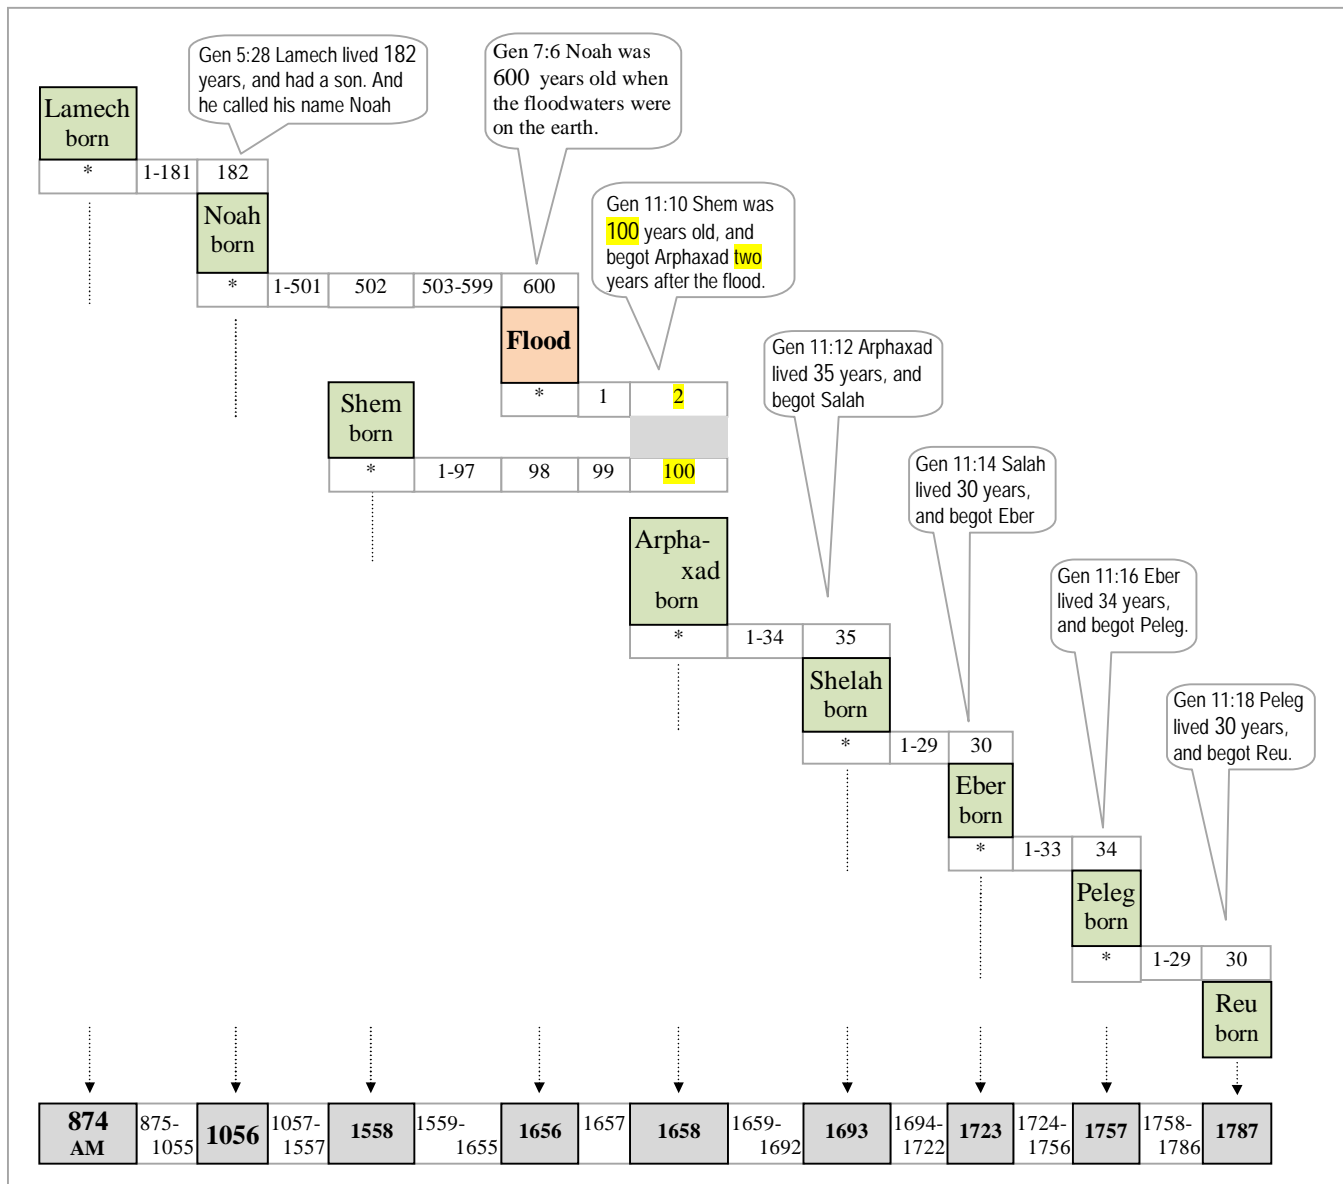 Gen 5:28 Lamech lived 182
years, and had a son. And
he called his name Noah
Gen 7:6 Noah was
600 years old when
the floodwaters were
on the earth.
Lamech
born
* 1-181 182
Noah
born
Gen 11:10 Shem was
100 years old, and
begot Arphaxad two
years after the flood.
* 1-501 502 503-599 600
Flood
Gen 11:12 Arphaxad
lived 35 years, and
begot Salah
* 1 2
Shem
born
* 1-97 98 99 100
Gen 11:14 Salah
lived 30 years,
and begot Eber
Arpha-
xad
born
Gen 11:16 Eber
lived 34 years,
and begot Peleg.
* 1-34 35
Shelah
born
Gen 11:18 Peleg
lived 30 years,
and begot Reu.
* 1-29 30
Eber
born
* 1-33 34
Peleg
born
* 1-29 30
Reu
born
874
AM
875-
1055
1056
1057-
1557
1558
1559-
1655
1656
1657
1658
1659-
1692
1693
1694-
1722
1723
1724-
1756
1757
1758-
1786
1787